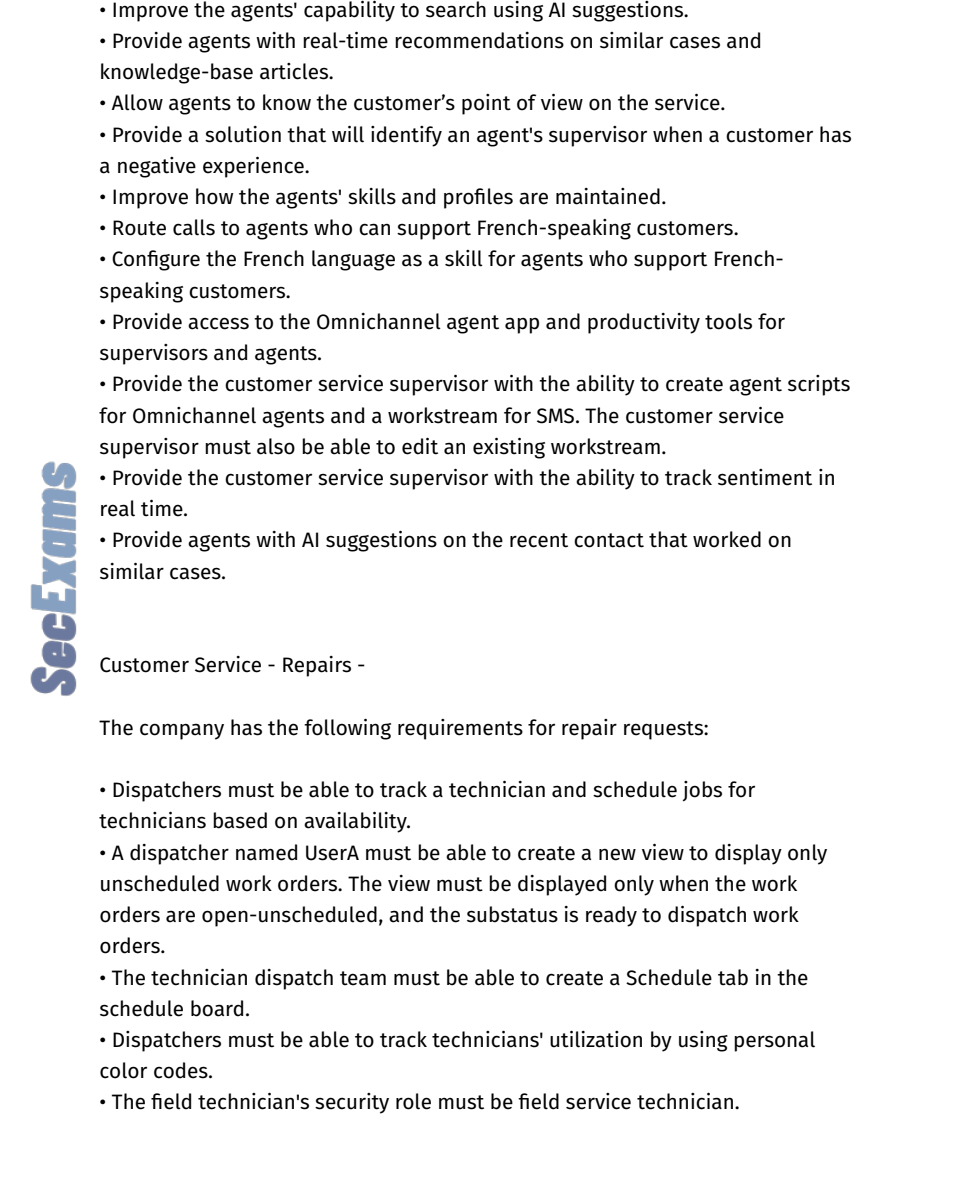 • Improve the agents' capability to search using AI suggestions.
• Provide agents with real-time recommendations on similar cases and
knowledge-base articles.
• Allow agents to know the customer’s point of view on the service.
• Provide a solution that will identify an agent's supervisor when a customer has
a negative experience.
• Improve how the agents' skills and profiles are maintained.
• Route calls to agents who can support French-speaking customers.
• Configure the French language as a skill for agents who support French-
speaking customers.
• Provide access to the Omnichannel agent app and productivity tools for
supervisors and agents.
• Provide the customer service supervisor with the ability to create agent scripts
for Omnichannel agents and a workstream for SMS. The customer service
supervisor must also be able to edit an existing workstream.
• Provide the customer service supervisor with the ability to track sentiment in
real time.
• Provide agents with AI suggestions on the recent contact that worked on
similar cases.
SecExams
Customer Service - Repairs -
The company has the following requirements for repair requests:
• Dispatchers must be able to track a technician and schedule jobs for
technicians based on availability.
• A dispatcher named UserA must be able to create a new view to display only
unscheduled work orders. The view must be displayed only when the work
orders are open-unscheduled, and the substatus is ready to dispatch work
orders.
• The technician dispatch team must be able to create a Schedule tab in the
schedule board.
• Dispatchers must be able to track technicians' utilization by using personal
color codes.
• The field technician's security role must be field service technician.